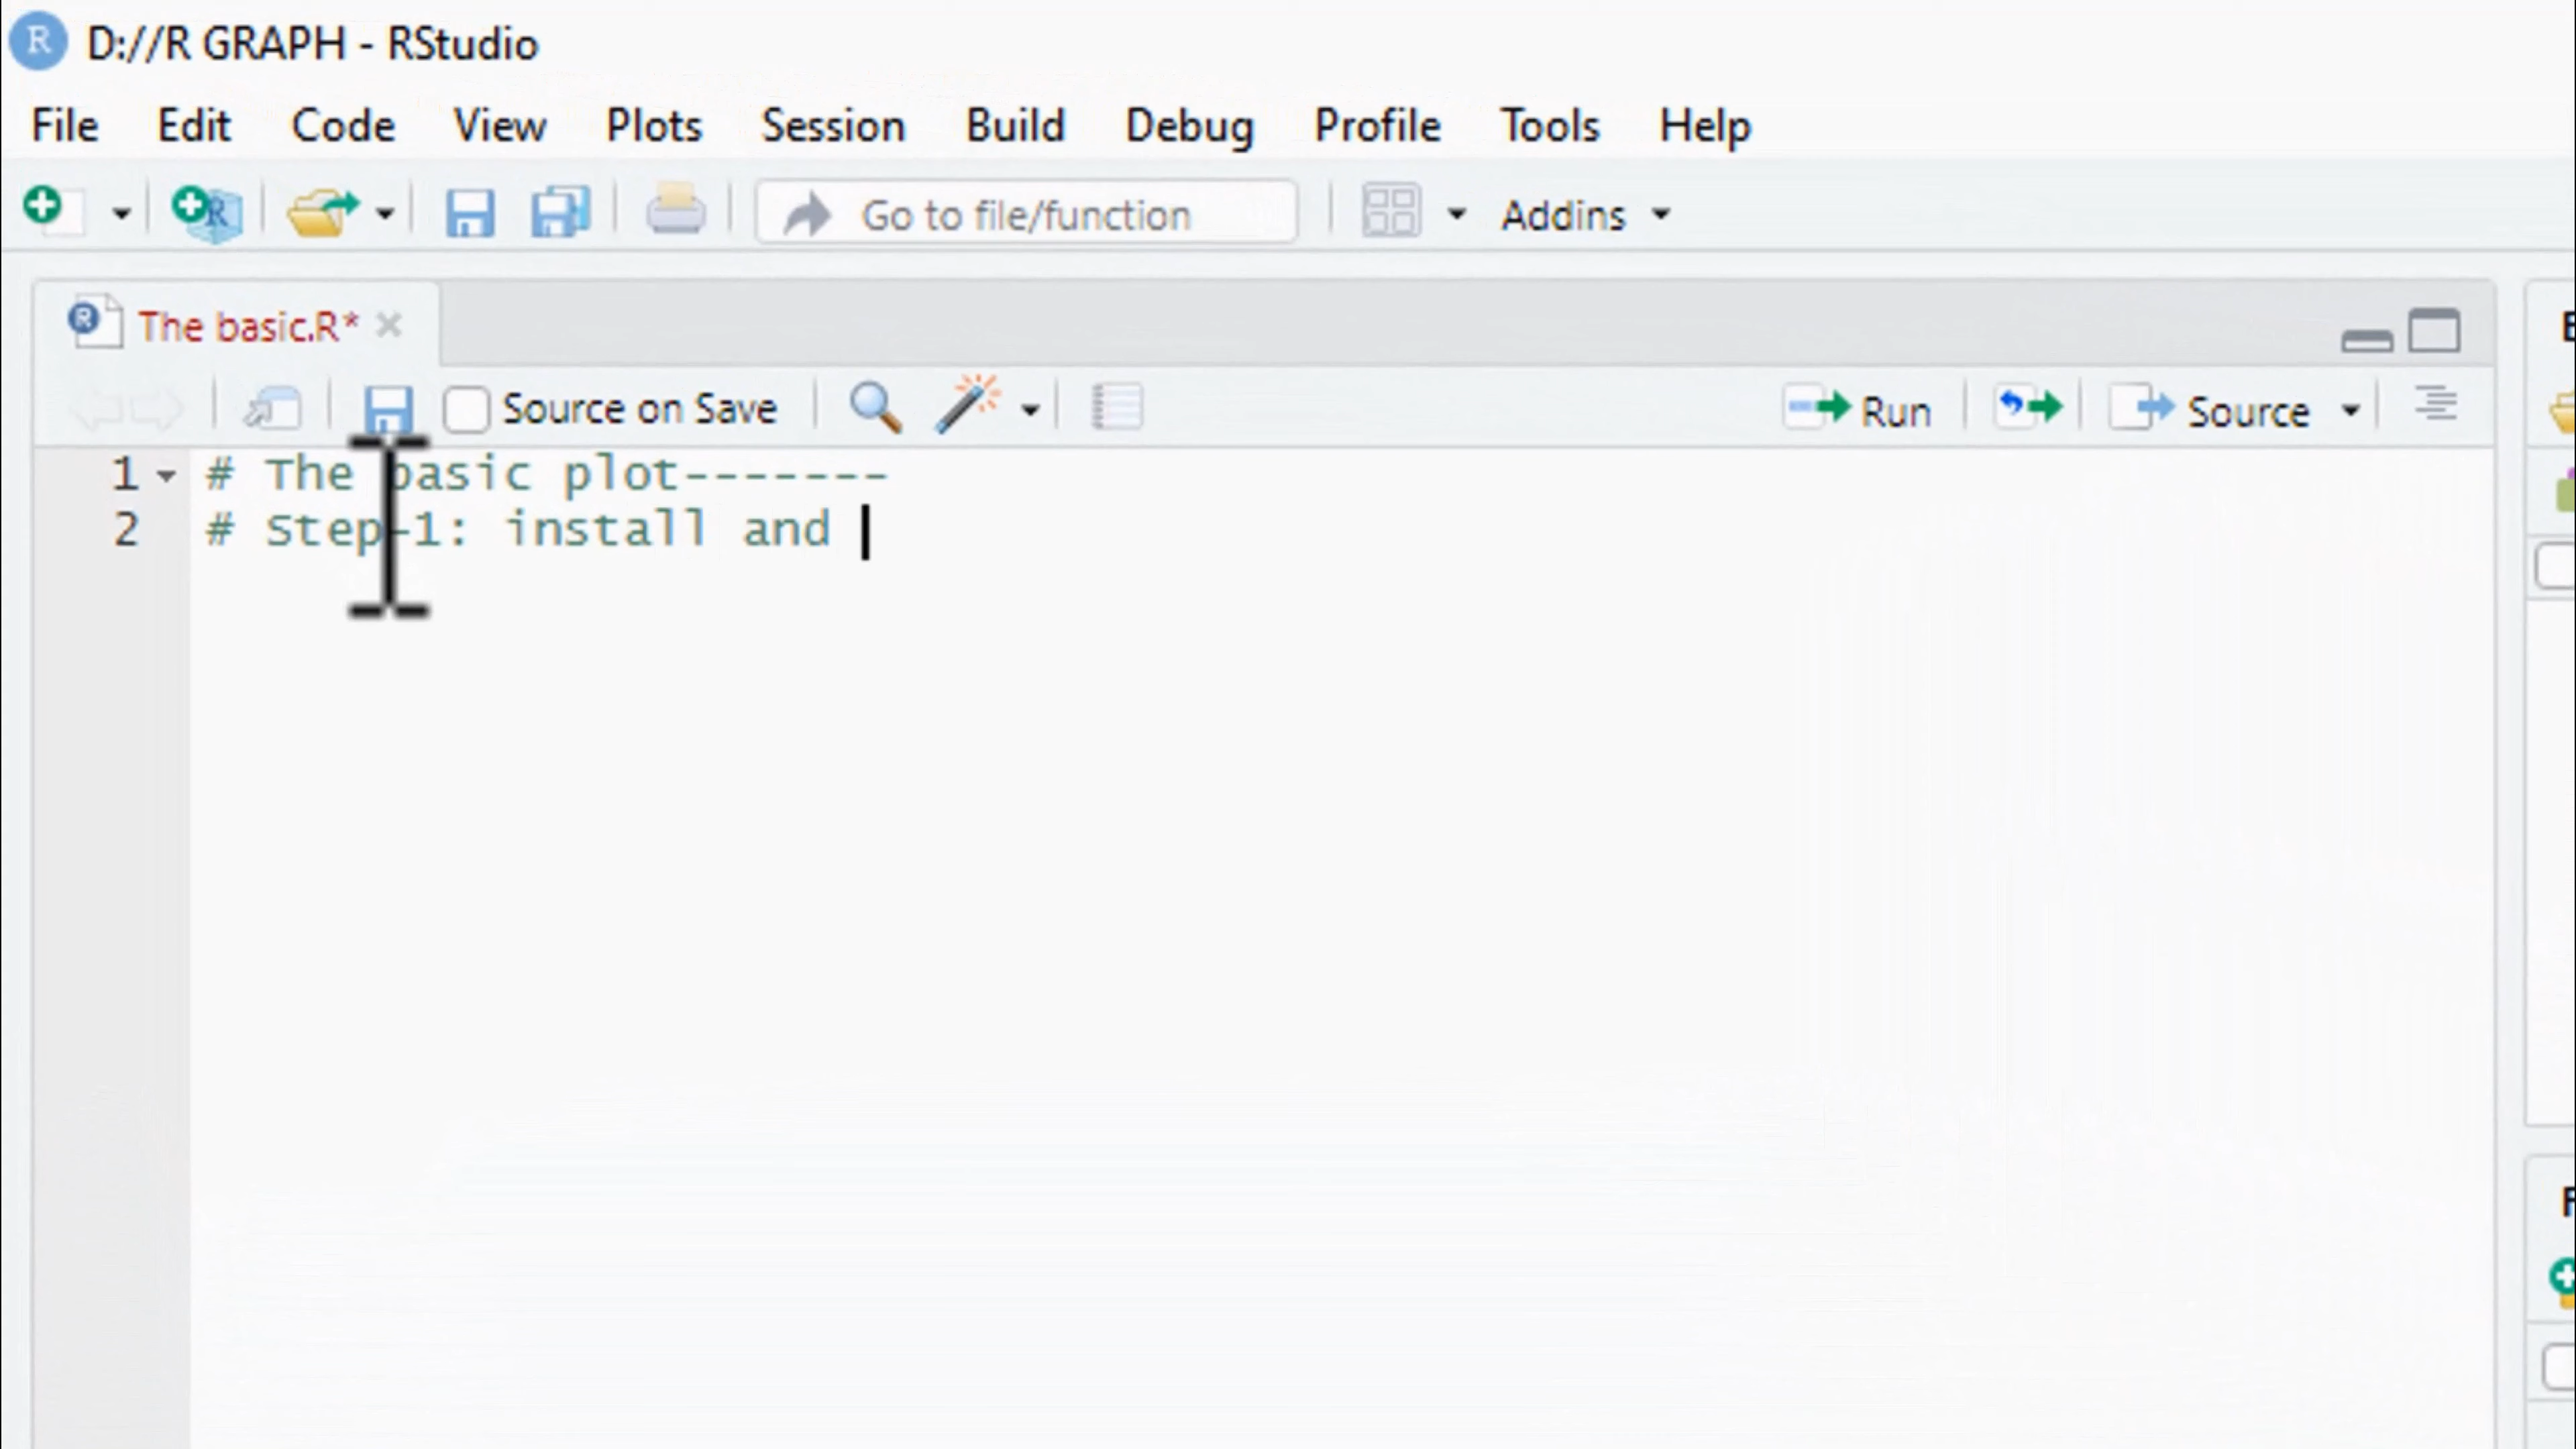 D://R GRAPH - RStudio
File Edit Code View Plots Session Build Debug Profile Tools Help
Go to file/function Addins
The basic.R*
Source on Save Run Source
1 # The basic plot-------
2 # Step-1: install and